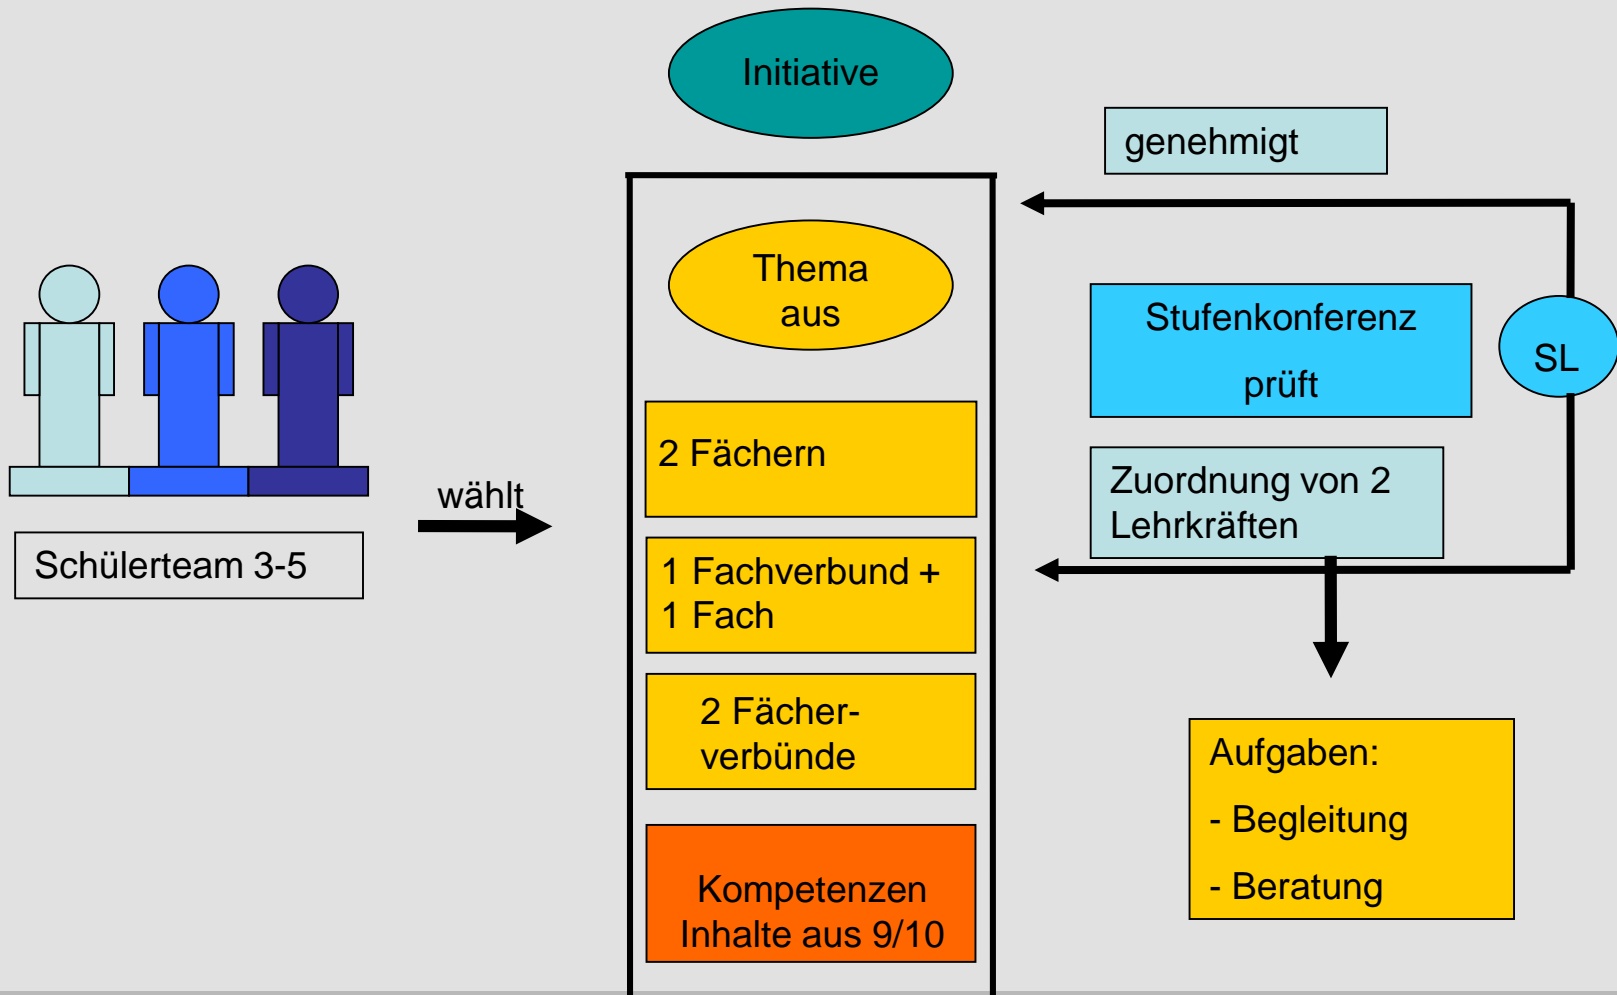 Initiative
genehmigt
Thema
aus
Stufenkonferenz
prüft
SL
2 Fächern
wählt
Zuordnung von 2
Lehrkräften
Schülerteam 3-5
1 Fachverbund +
1 Fach
2 Fächer-
verbünde
Aufgaben:
- Begleitung
- Beratung
Kompetenzen
Inhalte aus 9/10